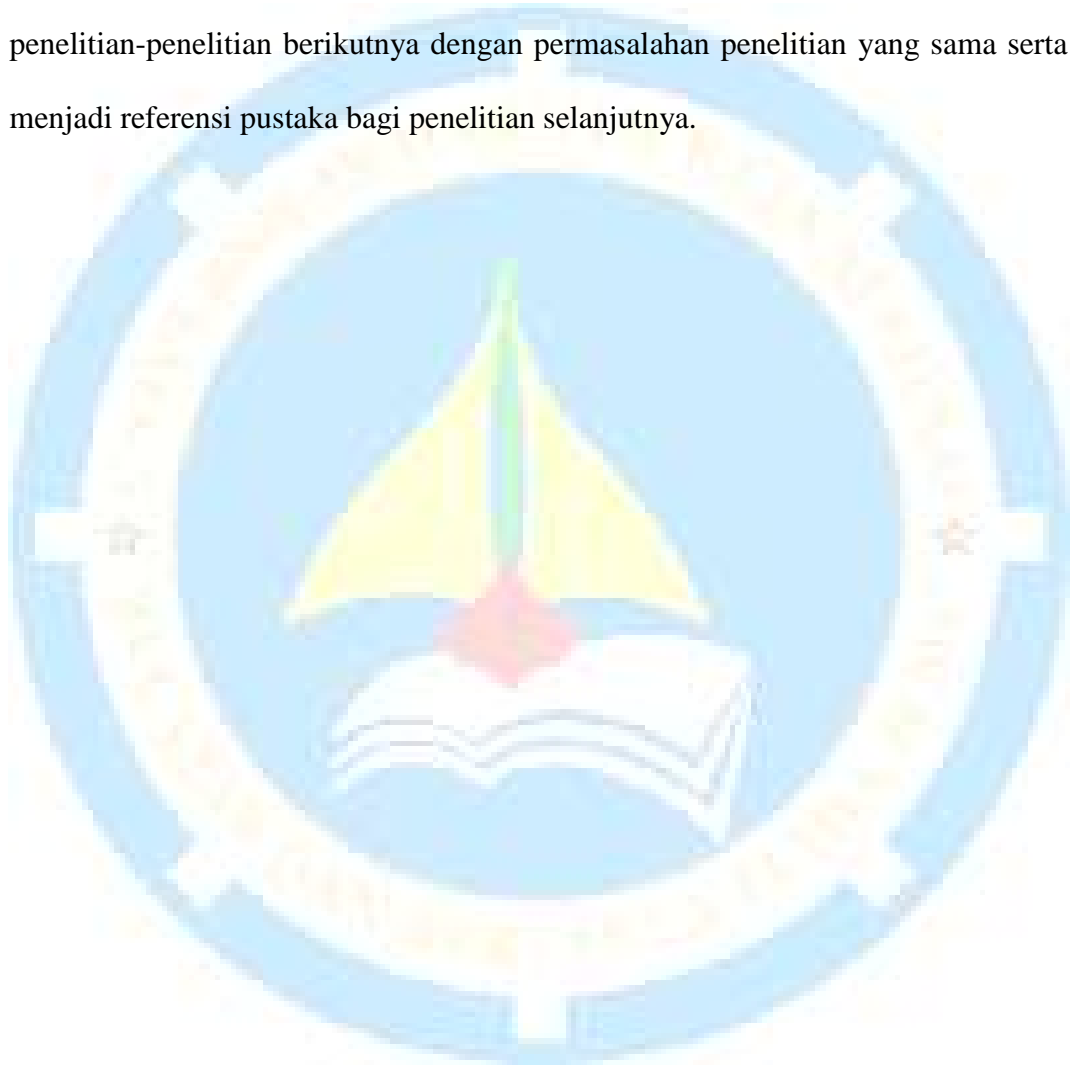 penelitian-penelitian berikutnya dengan permasalahan penelitian yang sama serta
menjadi referensi pustaka bagi penelitian selanjutnya.